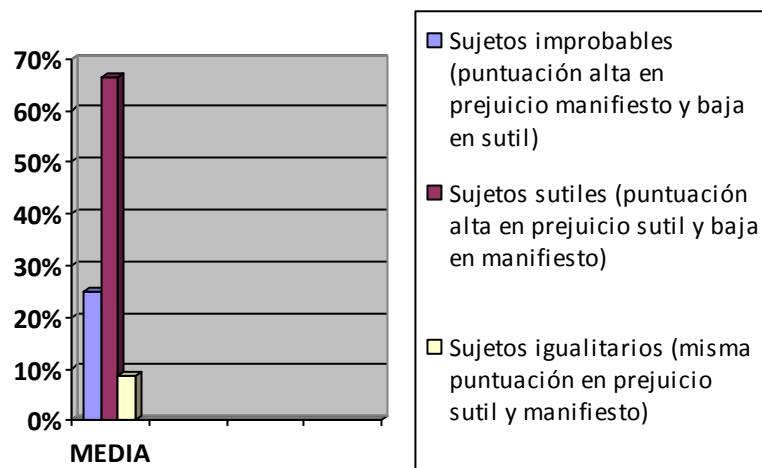 70%
60%
50%
40%
30%
20%
10%
0%
MEDIA
Sujetos improbables
(puntuación alta en
prejuicio manifiesto y baja
en sutil)
Sujetos sutiles (puntuación
alta en prejuicio sutil y baja
en manifiesto)
Sujetos igualitarios (misma
puntuación en prejuicio
sutil y manifiesto)